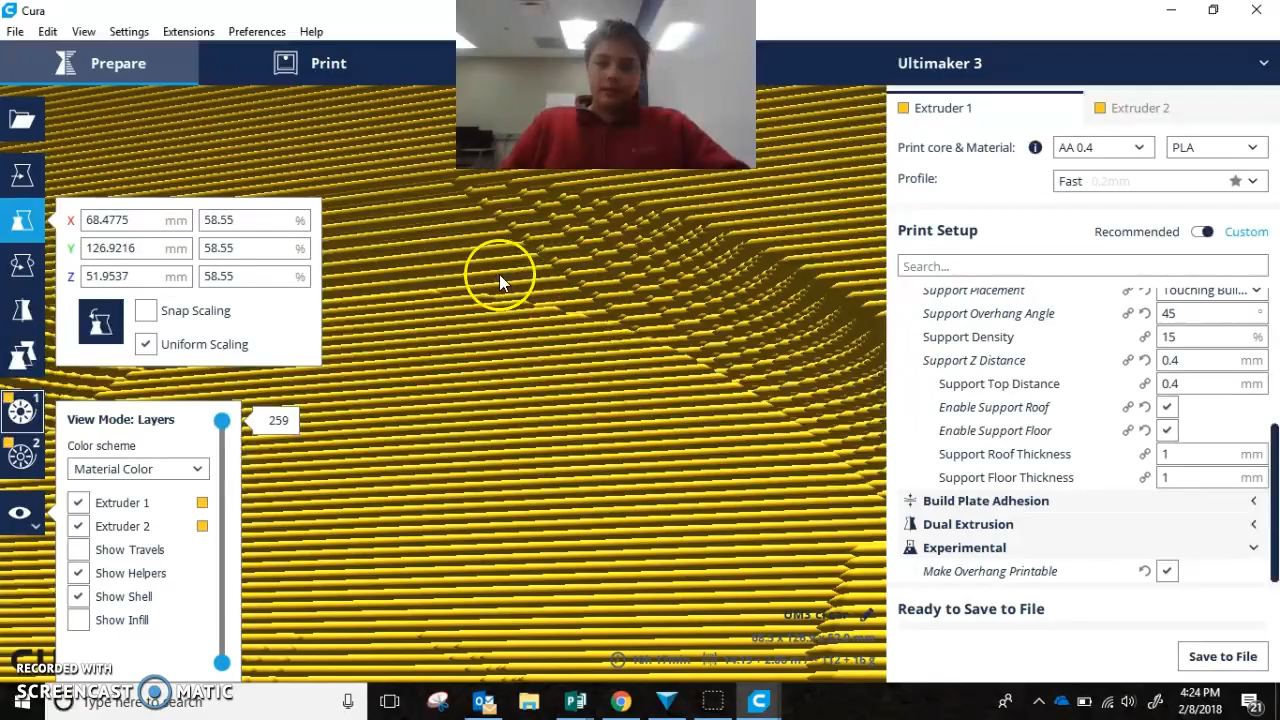 Cura
File Edit View Settings Extensions Preferences Help
Prepare Print Ultimaker 3
Extruder 1 Extruder 2
Print core & Material: AA 0.4 PLA
Profile: Fast 0.2mm
X 68.4775 mm 58.55 %
Y 126.9216 mm 58.55 %
Z 51.9537 mm 58.55 %
Snap Scaling
Uniform Scaling
Print Setup Recommended Custom
Search...
Support Placement Touching Buil...
Support Overhang Angle 45 °
Support Density 15 %
Support Z Distance 0.4 mm
Support Top Distance 0.4 mm
Enable Support Roof
Enable Support Floor
Support Roof Thickness 1 mm
Support Floor Thickness 1 mm
Build Plate Adhesion
Dual Extrusion
Experimental
Make Overhang Printable
1
2
View Mode: Layers 259
Color scheme
Material Color
Extruder 1
Extruder 2
Show Travels
Show Helpers
Show Shell
Show Infill
Ready to Save to File
Save to File
RECORDED WITH
SCREENCAST MATIC
Type here to search
4:24 PM
2/8/2018
21